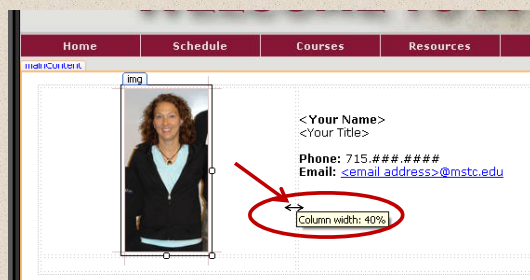 Home Schedule Courses Resources
mainContent
img
<Your Name>
<Your Title>
Phone: 715.###.####
Email: <email address>@mstc.edu
Column width: 40%